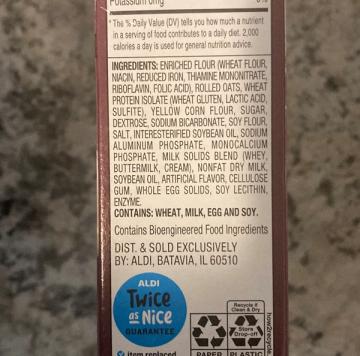 Potassium 0mg 0%
*The % Daily Value (DV) tells you how much a nutrient
in a serving of food contributes to a daily diet. 2,000
calories a day is used for general nutrition advice.
INGREDIENTS: ENRICHED FLOUR (WHEAT FLOUR,
NIACIN, REDUCED IRON, THIAMINE MONONITRATE,
RIBOFLAVIN, FOLIC ACID), ROLLED OATS, WHEAT
PROTEIN ISOLATE (WHEAT GLUTEN, LACTIC ACID,
SULFITE), YELLOW CORN FLOUR, SUGAR,
DEXTROSE, SODIUM BICARBONATE, SOY FLOUR,
SALT, INTERESTERIFIED SOYBEAN OIL, SODIUM
ALUMINUM PHOSPHATE, MONOCALCIUM
PHOSPHATE, MILK SOLIDS BLEND (WHEY,
BUTTERMILK, CREAM), NONFAT DRY MILK,
SOYBEAN OIL, ARTIFICIAL FLAVOR, CELLULOSE
GUM, WHOLE EGG SOLIDS, SOY LECITHIN,
ENZYME.
CONTAINS: WHEAT, MILK, EGG AND SOY.
Contains Bioengineered Food Ingredients
DIST. & SOLD EXCLUSIVELY
BY: ALDI, BATAVIA, IL 60510
ALDI
Twice
as Nice
GUARANTEE
item replaced
Recycle if
Clean & Dry
Store
Drop-off
PAPER PLASTIC
how2recycle